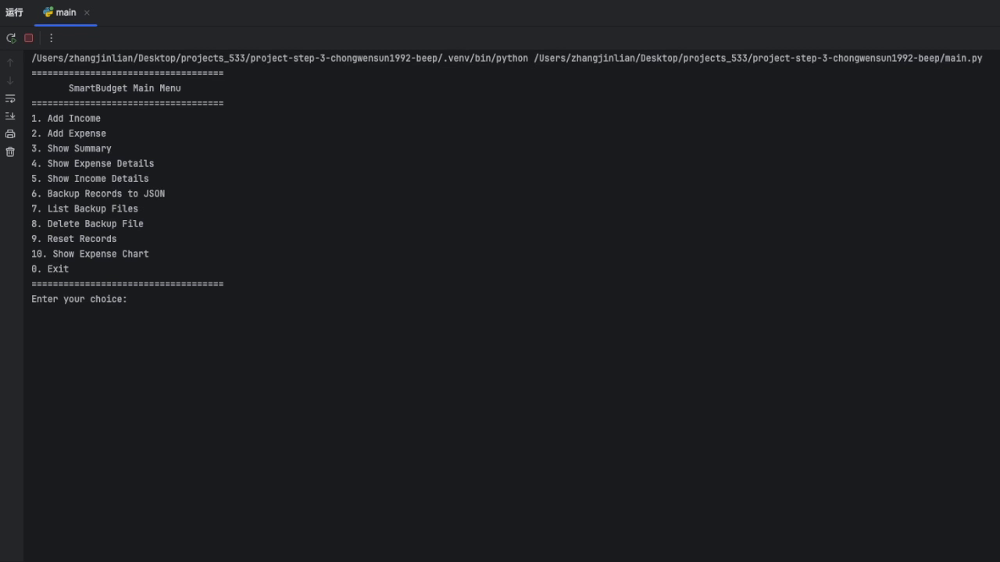 运行 main ×
/Users/zhangjinlian/Desktop/projects_533/project-step-3-chongwensun1992-beep/.venv/bin/python /Users/zhangjinlian/Desktop/projects_533/project-step-3-chongwensun1992-beep/main.py
====================================
SmartBudget Main Menu
====================================
1. Add Income
2. Add Expense
3. Show Summary
4. Show Expense Details
5. Show Income Details
6. Backup Records to JSON
7. List Backup Files
8. Delete Backup File
9. Reset Records
10. Show Expense Chart
0. Exit
====================================
Enter your choice: